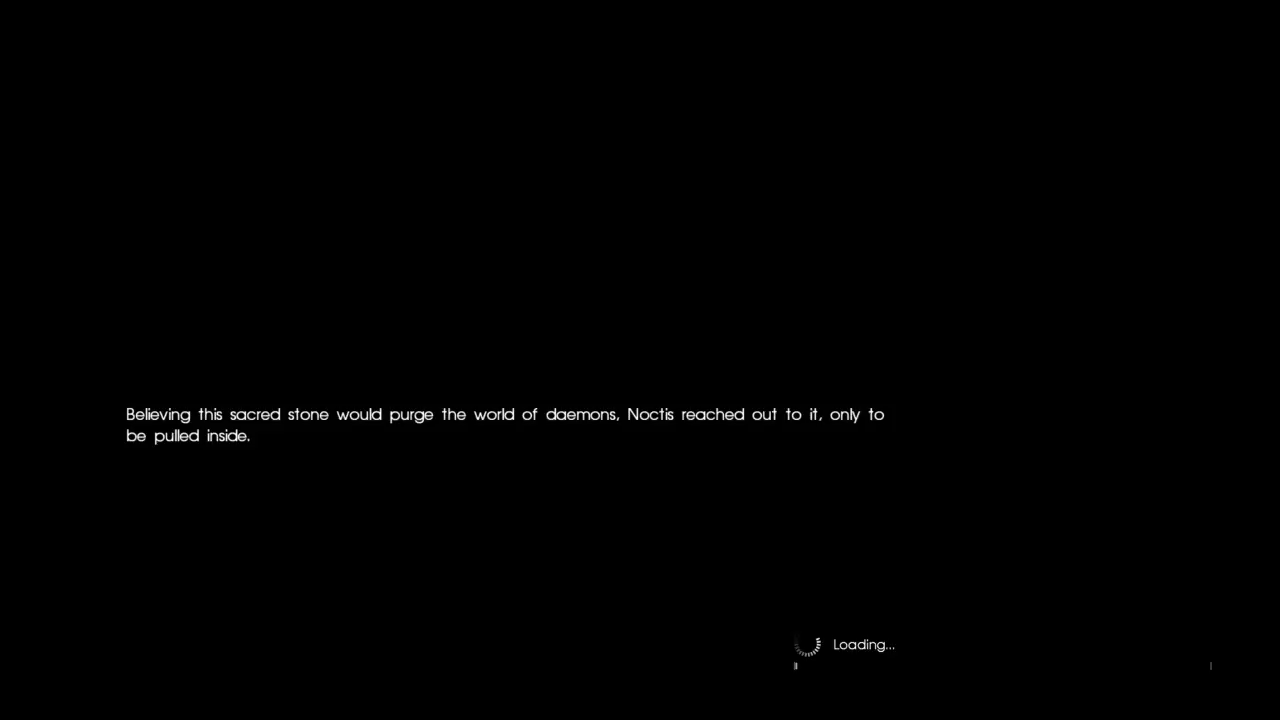 Believing this sacred stone would purge the world of daemons, Noctis reached out to it, only to
be pulled inside.
Loading...